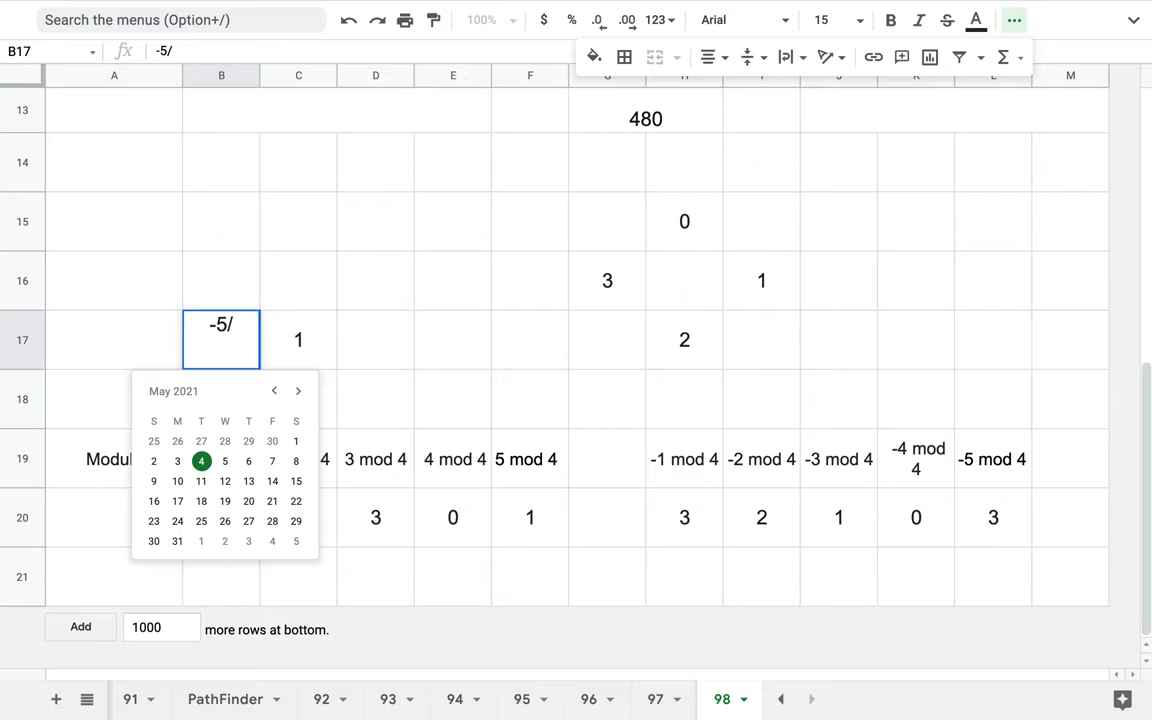 Search the menus (Option+/)
100%
$ % .0 .00 123
Arial
15
B I S A
B17
fx
-5/
A B C D E F G H I J K L M
13
480
14
15
0
16
3 1
17
-5/ 1 2
18
May 2021
S M T W T F S
25 26 27 28 29 30 1
2 3 4 5 6 7 8
9 10 11 12 13 14 15
16 17 18 19 20 21 22
23 24 25 26 27 28 29
30 31 1 2 3 4 5
19
Modul 4 3 mod 4 4 mod 4 5 mod 4 -1 mod 4 -2 mod 4 -3 mod 4 -4 mod
4 -5 mod 4
20
3 0 1 3 2 1 0 3
21
Add 1000 more rows at bottom.
91 PathFinder 92 93 94 95 96 97 98